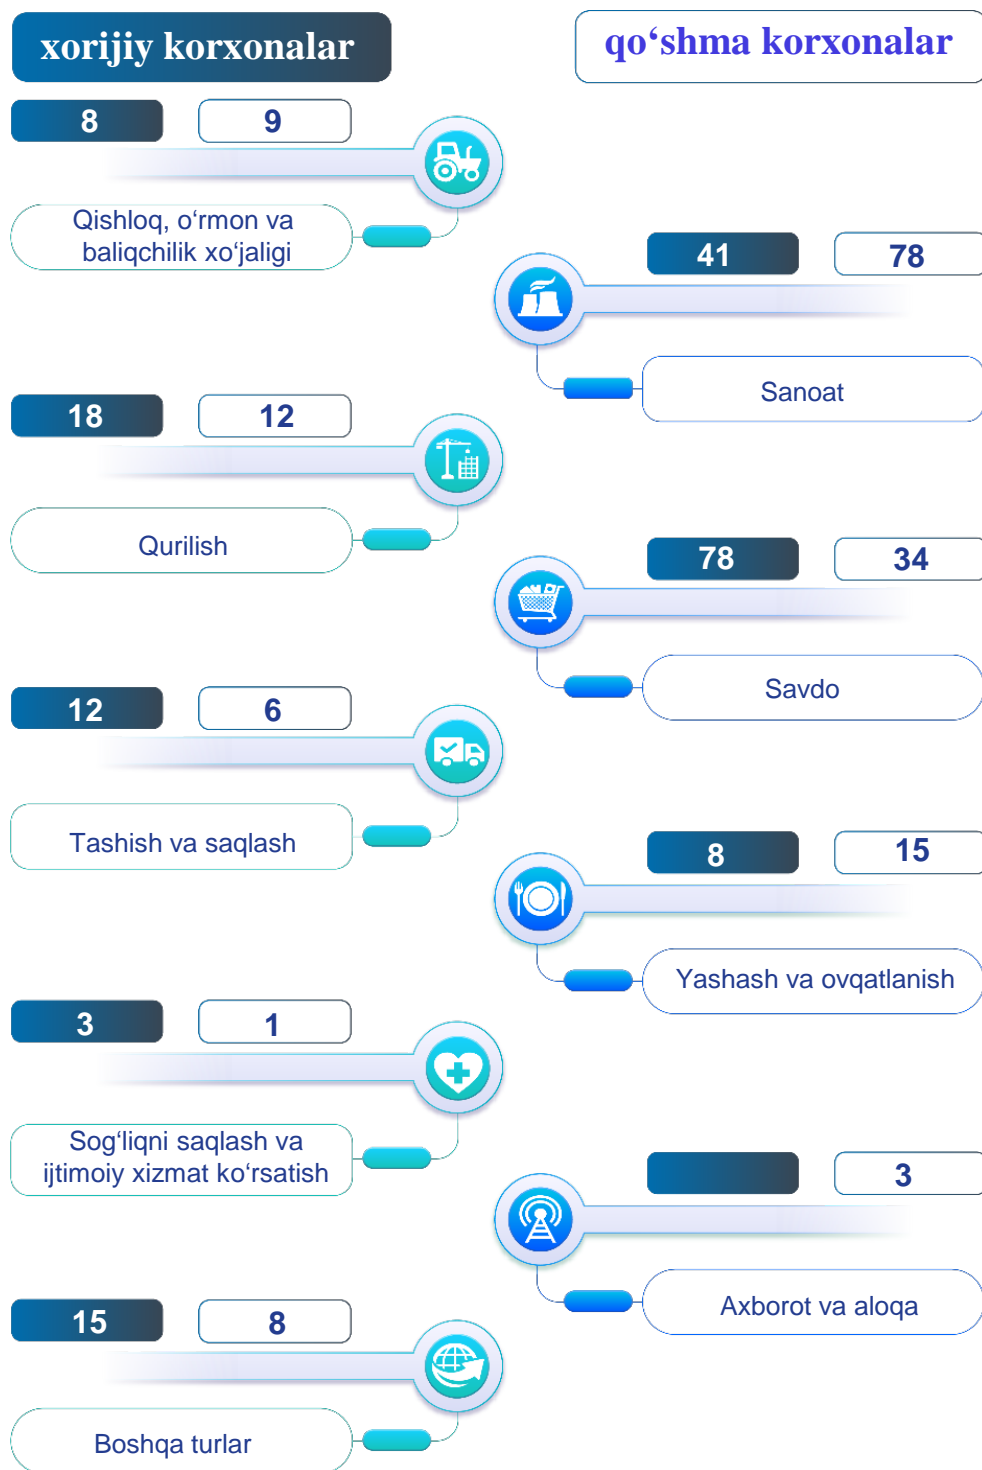 xorijiy korxonalar
qo‘shma korxonalar
8
9
Qishloq, o‘rmon va
baliqchilik xo‘jaligi
41
78
Sanoat
18
12
Qurilish
78
34
Savdo
12
6
Tashish va saqlash
8
15
Yashash va ovqatlanish
3
1
Sog‘liqni saqlash va
ijtimoiy xizmat ko‘rsatish
3
Axborot va aloqa
15
8
Boshqa turlar